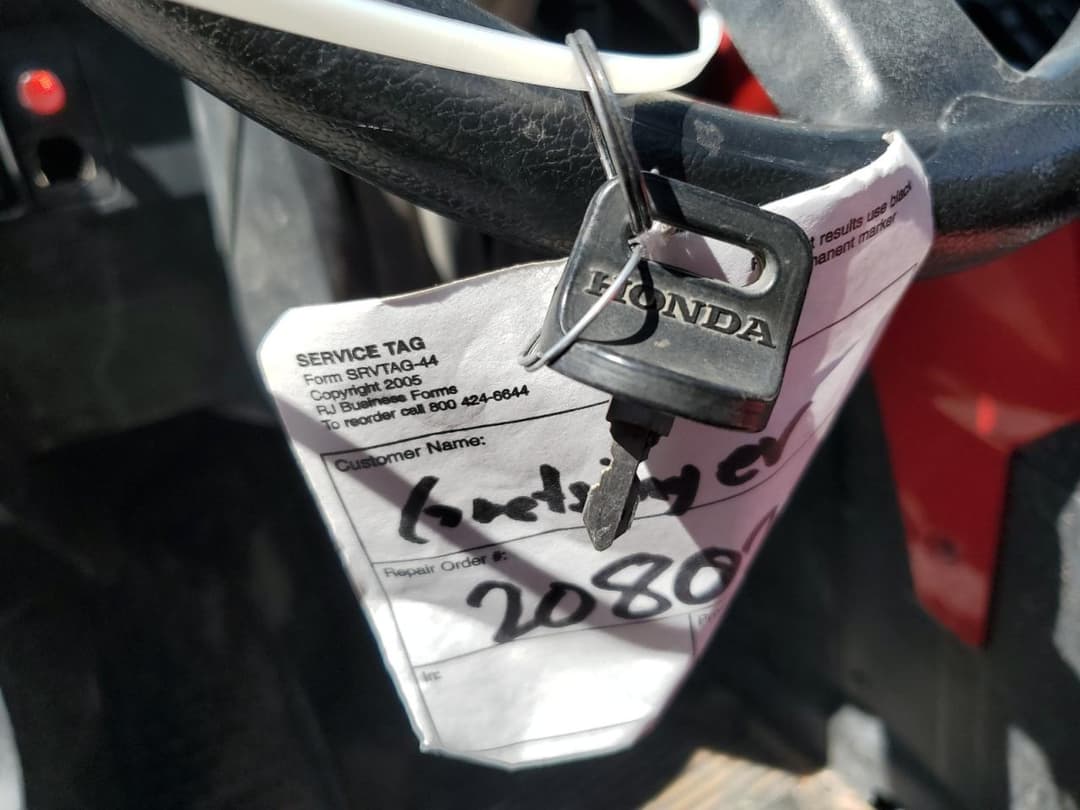 HONDA
t results use black
manent marker
SERVICE TAG
Form SRVTAG-44
Copyright 2005
RJ Business Forms
To reorder call 800 424-6644
Customer Name:
Repair Order #:
2080
In: